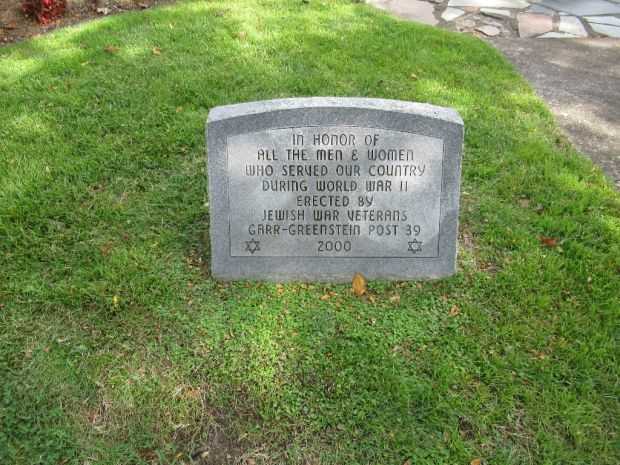 IN HONOR OF
ALL THE MEN & WOMEN
WHO SERVED OUR COUNTRY
DURING WORLD WAR II
ERECTED BY
JEWISH WAR VETERANS
GARR-GREENSTEIN POST 39
2000